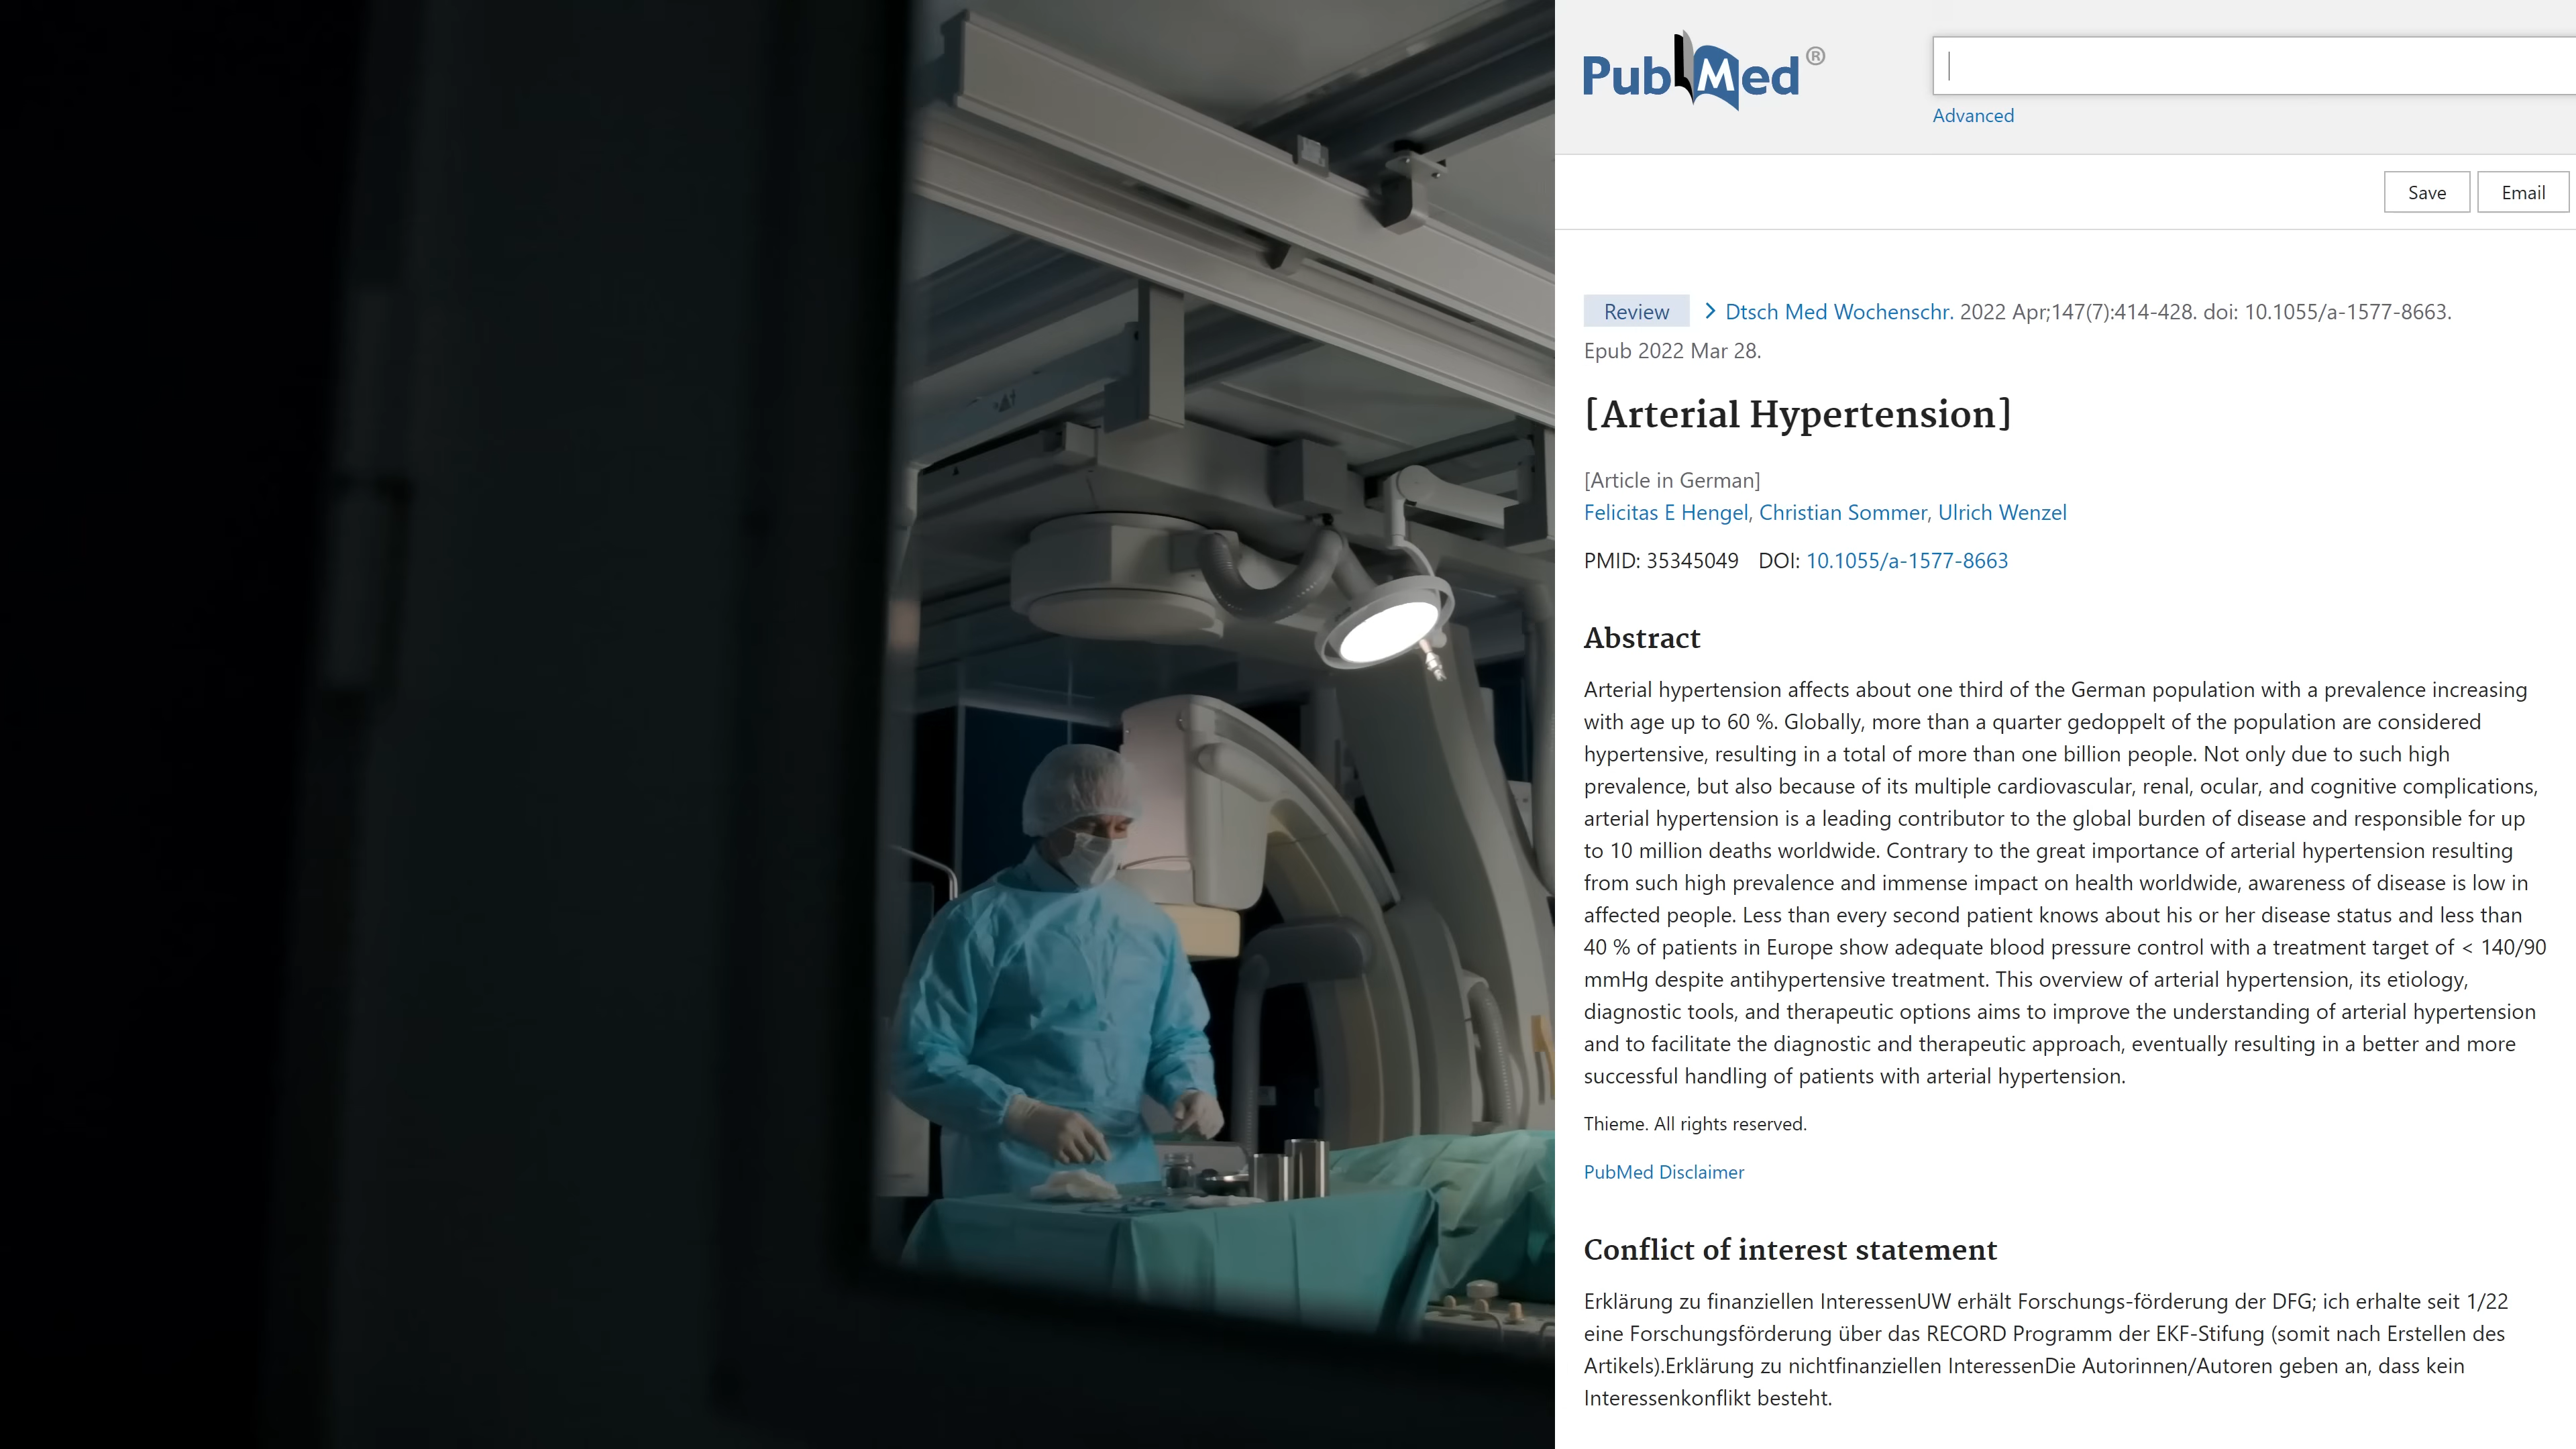 PubMed®
Advanced
Save
Email
Review
Dtsch Med Wochenschr. 2022 Apr;147(7):414-428. doi: 10.1055/a-1577-8663.
Epub 2022 Mar 28.
[Arterial Hypertension]
[Article in German]
Felicitas E Hengel, Christian Sommer, Ulrich Wenzel
PMID: 35345049 DOI: 10.1055/a-1577-8663
Abstract
Arterial hypertension affects about one third of the German population with a prevalence increasing
with age up to 60 %. Globally, more than a quarter gedoppelt of the population are considered
hypertensive, resulting in a total of more than one billion people. Not only due to such high
prevalence, but also because of its multiple cardiovascular, renal, ocular, and cognitive complications,
arterial hypertension is a leading contributor to the global burden of disease and responsible for up
to 10 million deaths worldwide. Contrary to the great importance of arterial hypertension resulting
from such high prevalence and immense impact on health worldwide, awareness of disease is low in
affected people. Less than every second patient knows about his or her disease status and less than
40 % of patients in Europe show adequate blood pressure control with a treatment target of < 140/90
mmHg despite antihypertensive treatment. This overview of arterial hypertension, its etiology,
diagnostic tools, and therapeutic options aims to improve the understanding of arterial hypertension
and to facilitate the diagnostic and therapeutic approach, eventually resulting in a better and more
successful handling of patients with arterial hypertension.
Thieme. All rights reserved.
PubMed Disclaimer
Conflict of interest statement
Erklärung zu finanziellen InteressenUW erhält Forschungs-förderung der DFG; ich erhalte seit 1/22
eine Forschungsförderung über das RECORD Programm der EKF-Stifung (somit nach Erstellen des
Artikels).Erklärung zu nichtfinanziellen InteressenDie Autorinnen/Autoren geben an, dass kein
Interessenkonflikt besteht.